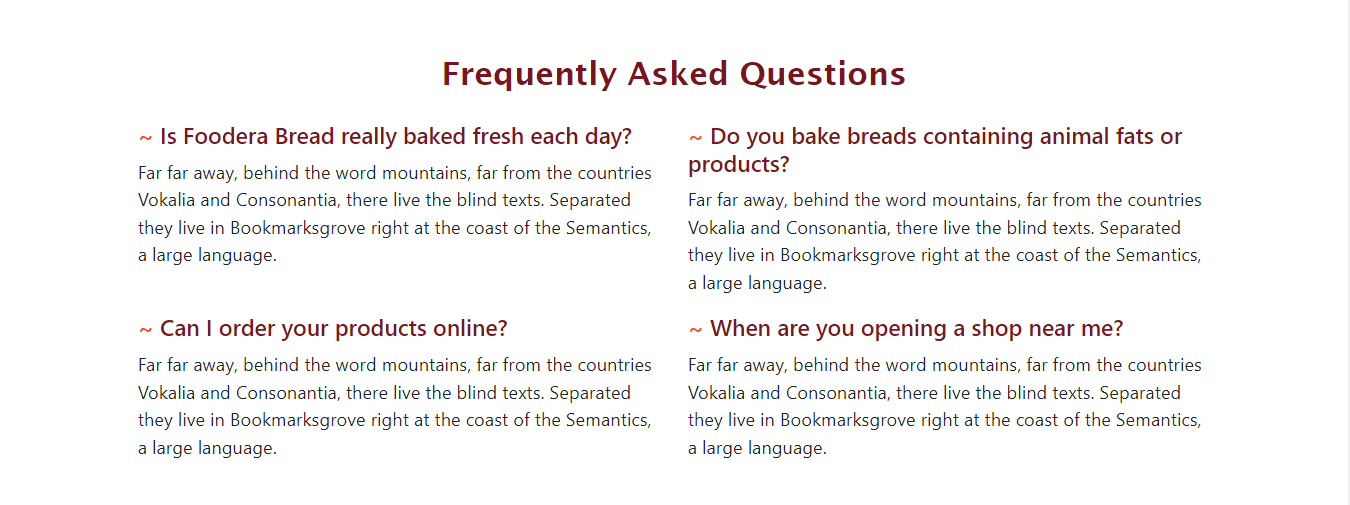 Frequently Asked Questions
~ Is Foodera Bread really baked fresh each day?
Far far away, behind the word mountains, far from the countries
Vokalia and Consonantia, there live the blind texts. Separated
they live in Bookmarksgrove right at the coast of the Semantics,
a large language.
~ Do you bake breads containing animal fats or
products?
Far far away, behind the word mountains, far from the countries
Vokalia and Consonantia, there live the blind texts. Separated
they live in Bookmarksgrove right at the coast of the Semantics,
a large language.
~ Can I order your products online?
Far far away, behind the word mountains, far from the countries
Vokalia and Consonantia, there live the blind texts. Separated
they live in Bookmarksgrove right at the coast of the Semantics,
a large language.
~ When are you opening a shop near me?
Far far away, behind the word mountains, far from the countries
Vokalia and Consonantia, there live the blind texts. Separated
they live in Bookmarksgrove right at the coast of the Semantics,
a large language.